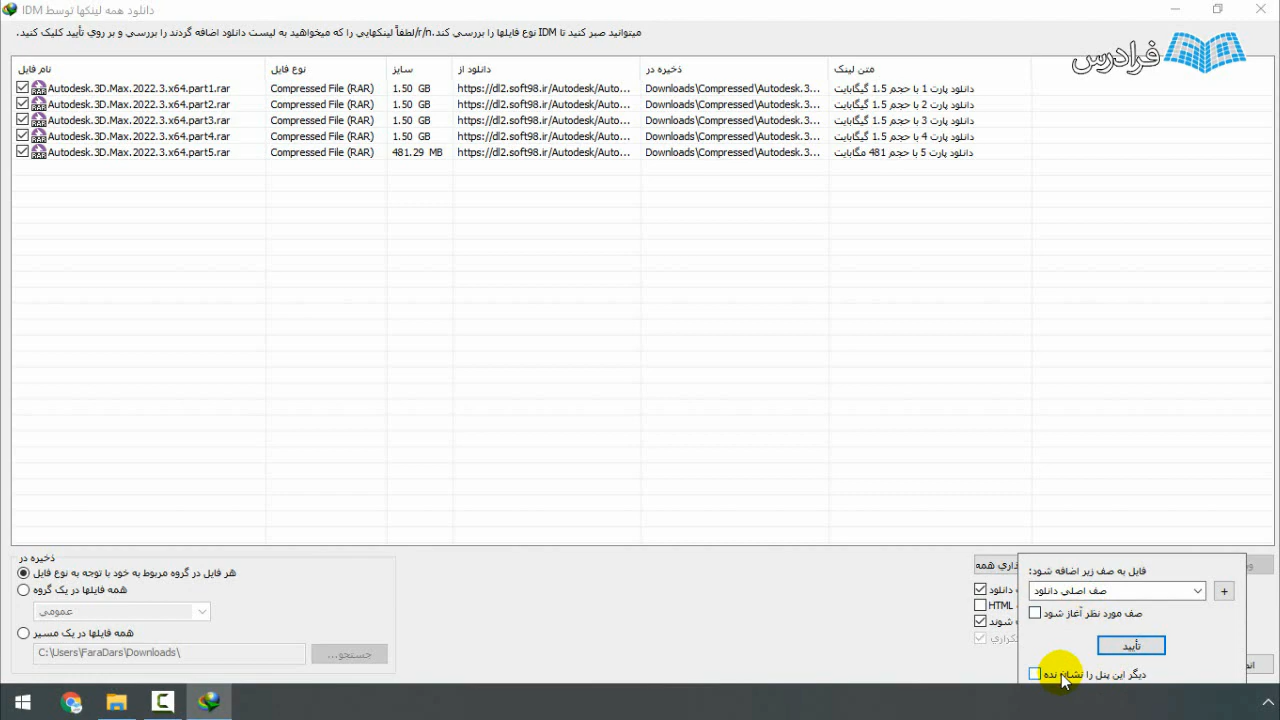 دانلود همه لینکها توسط IDM
میتوانید صبر کنید تا IDM نوع فایلها را بررسی کند.r/n/لطفاً لینکهایی را که میخواهید به لیست دانلود اضافه گردند را بررسی و بر روی تأیید کلیک کنید.
فرادرس
نام فایل نوع فایل سایز دانلود از ذخیره در متن لینک
Autodesk.3D.Max.2022.3.x64.part1.rar Compressed File (RAR) 1.50 GB https://dl2.soft98.ir/Autodesk/Auto... Downloads\Compressed\Autodesk.3... دانلود پارت 1 با حجم 1.5 گیگابایت
Autodesk.3D.Max.2022.3.x64.part2.rar Compressed File (RAR) 1.50 GB https://dl2.soft98.ir/Autodesk/Auto... Downloads\Compressed\Autodesk.3... دانلود پارت 2 با حجم 1.5 گیگابایت
Autodesk.3D.Max.2022.3.x64.part3.rar Compressed File (RAR) 1.50 GB https://dl2.soft98.ir/Autodesk/Auto... Downloads\Compressed\Autodesk.3... دانلود پارت 3 با حجم 1.5 گیگابایت
Autodesk.3D.Max.2022.3.x64.part4.rar Compressed File (RAR) 1.50 GB https://dl2.soft98.ir/Autodesk/Auto... Downloads\Compressed\Autodesk.3... دانلود پارت 4 با حجم 1.5 گیگابایت
Autodesk.3D.Max.2022.3.x64.part5.rar Compressed File (RAR) 481.29 MB https://dl2.soft98.ir/Autodesk/Auto... Downloads\Compressed\Autodesk.3... دانلود پارت 5 با حجم 481 مگابایت
ذخیره در
هر فایل در گروه مربوط به خود با توجه به نوع فایل
همه فایلها در یک گروه
عمومي
همه فایلها در یک مسیر
C:\Users\FaraDars\Downloads\
جستجو...
همه
دانلود
HTML
شوند
فایل به صف زیر اضافه شود:
صف اصلي دانلود
+
صف مورد نظر آغاز شود
تأیید
دیگر این پنل را نشان نده